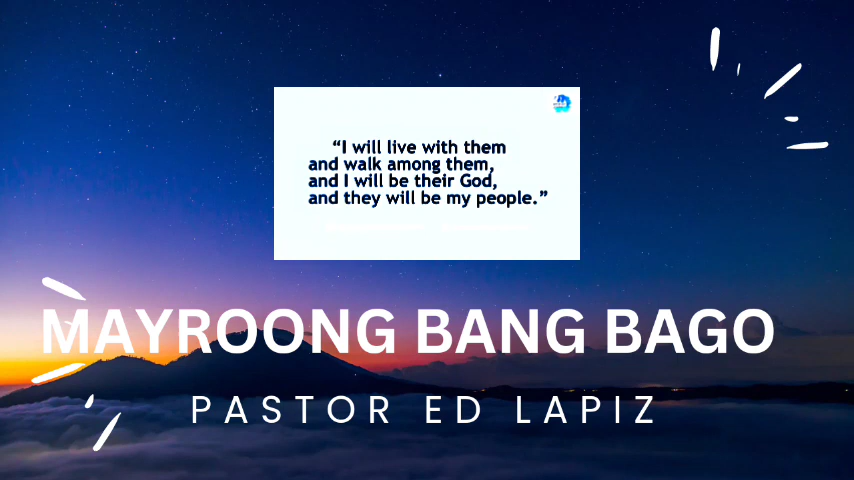 “I will live with them
and walk among them,
and I will be their God,
and they will be my people.”
MAYROONG BANG BAGO
PASTOR ED LAPIZ